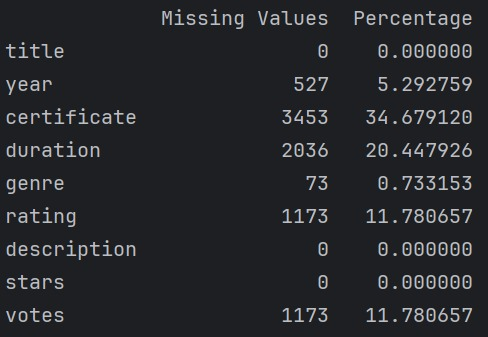 Missing Values  Percentage
title                   0    0.000000
year                  527    5.292759
certificate          3453   34.679120
duration             2036   20.447926
genre                  73    0.733153
rating               1173   11.780657
description             0    0.000000
stars                   0    0.000000
votes                1173   11.780657